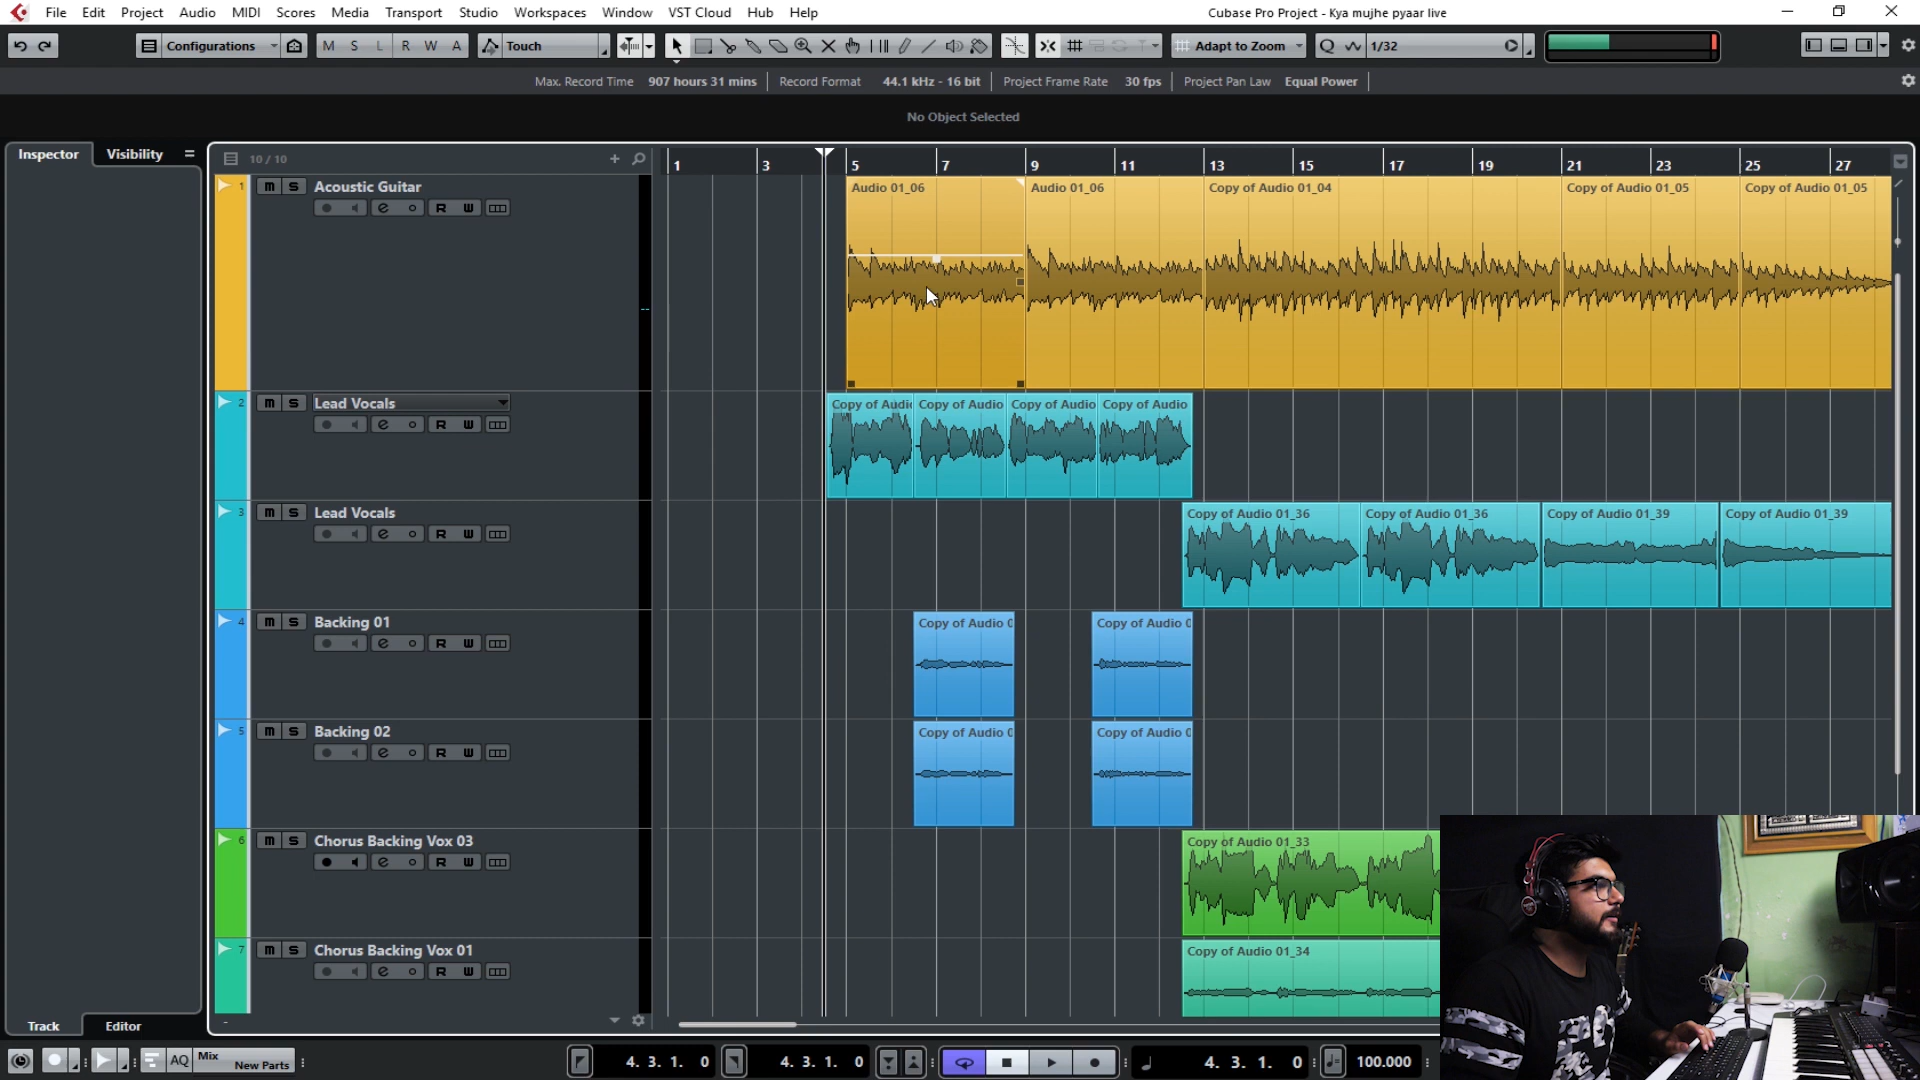 File Edit Project Audio MIDI Scores Media Transport Studio Workspaces Window VST Cloud Hub Help Cubase Pro Project - Kya mujhe pyaar live
Configurations M S L R W A Touch Adapt to Zoom Q 1/32
Max. Record Time 907 hours 31 mins Record Format 44.1 kHz - 16 bit Project Frame Rate 30 fps Project Pan Law Equal Power
No Object Selected
Inspector Visibility 10 / 10 1 3 5 7 9 11 13 15 17 19 21 23 25 27
1 m S Acoustic Guitar Audio 01_06 Audio 01_06 Copy of Audio 01_04 Copy of Audio 01_05 Copy of Audio 01_05
e R W
2 m S Lead Vocals Copy of Audi Copy of Audio Copy of Audio Copy of Audio
e R W
3 m S Lead Vocals Copy of Audio 01_36 Copy of Audio 01_36 Copy of Audio 01_39 Copy of Audio 01_39
e R W
4 m S Backing 01 Copy of Audio 0 Copy of Audio 0
e R W
5 m S Backing 02 Copy of Audio 0 Copy of Audio 0
e R W
6 m S Chorus Backing Vox 03 Copy of Audio 01_33
e R W
7 m S Chorus Backing Vox 01 Copy of Audio 01_34
e R W
Track Editor
AQ Mix New Parts 4. 3. 1. 0 4. 3. 1. 0 4. 3. 1. 0 100.000